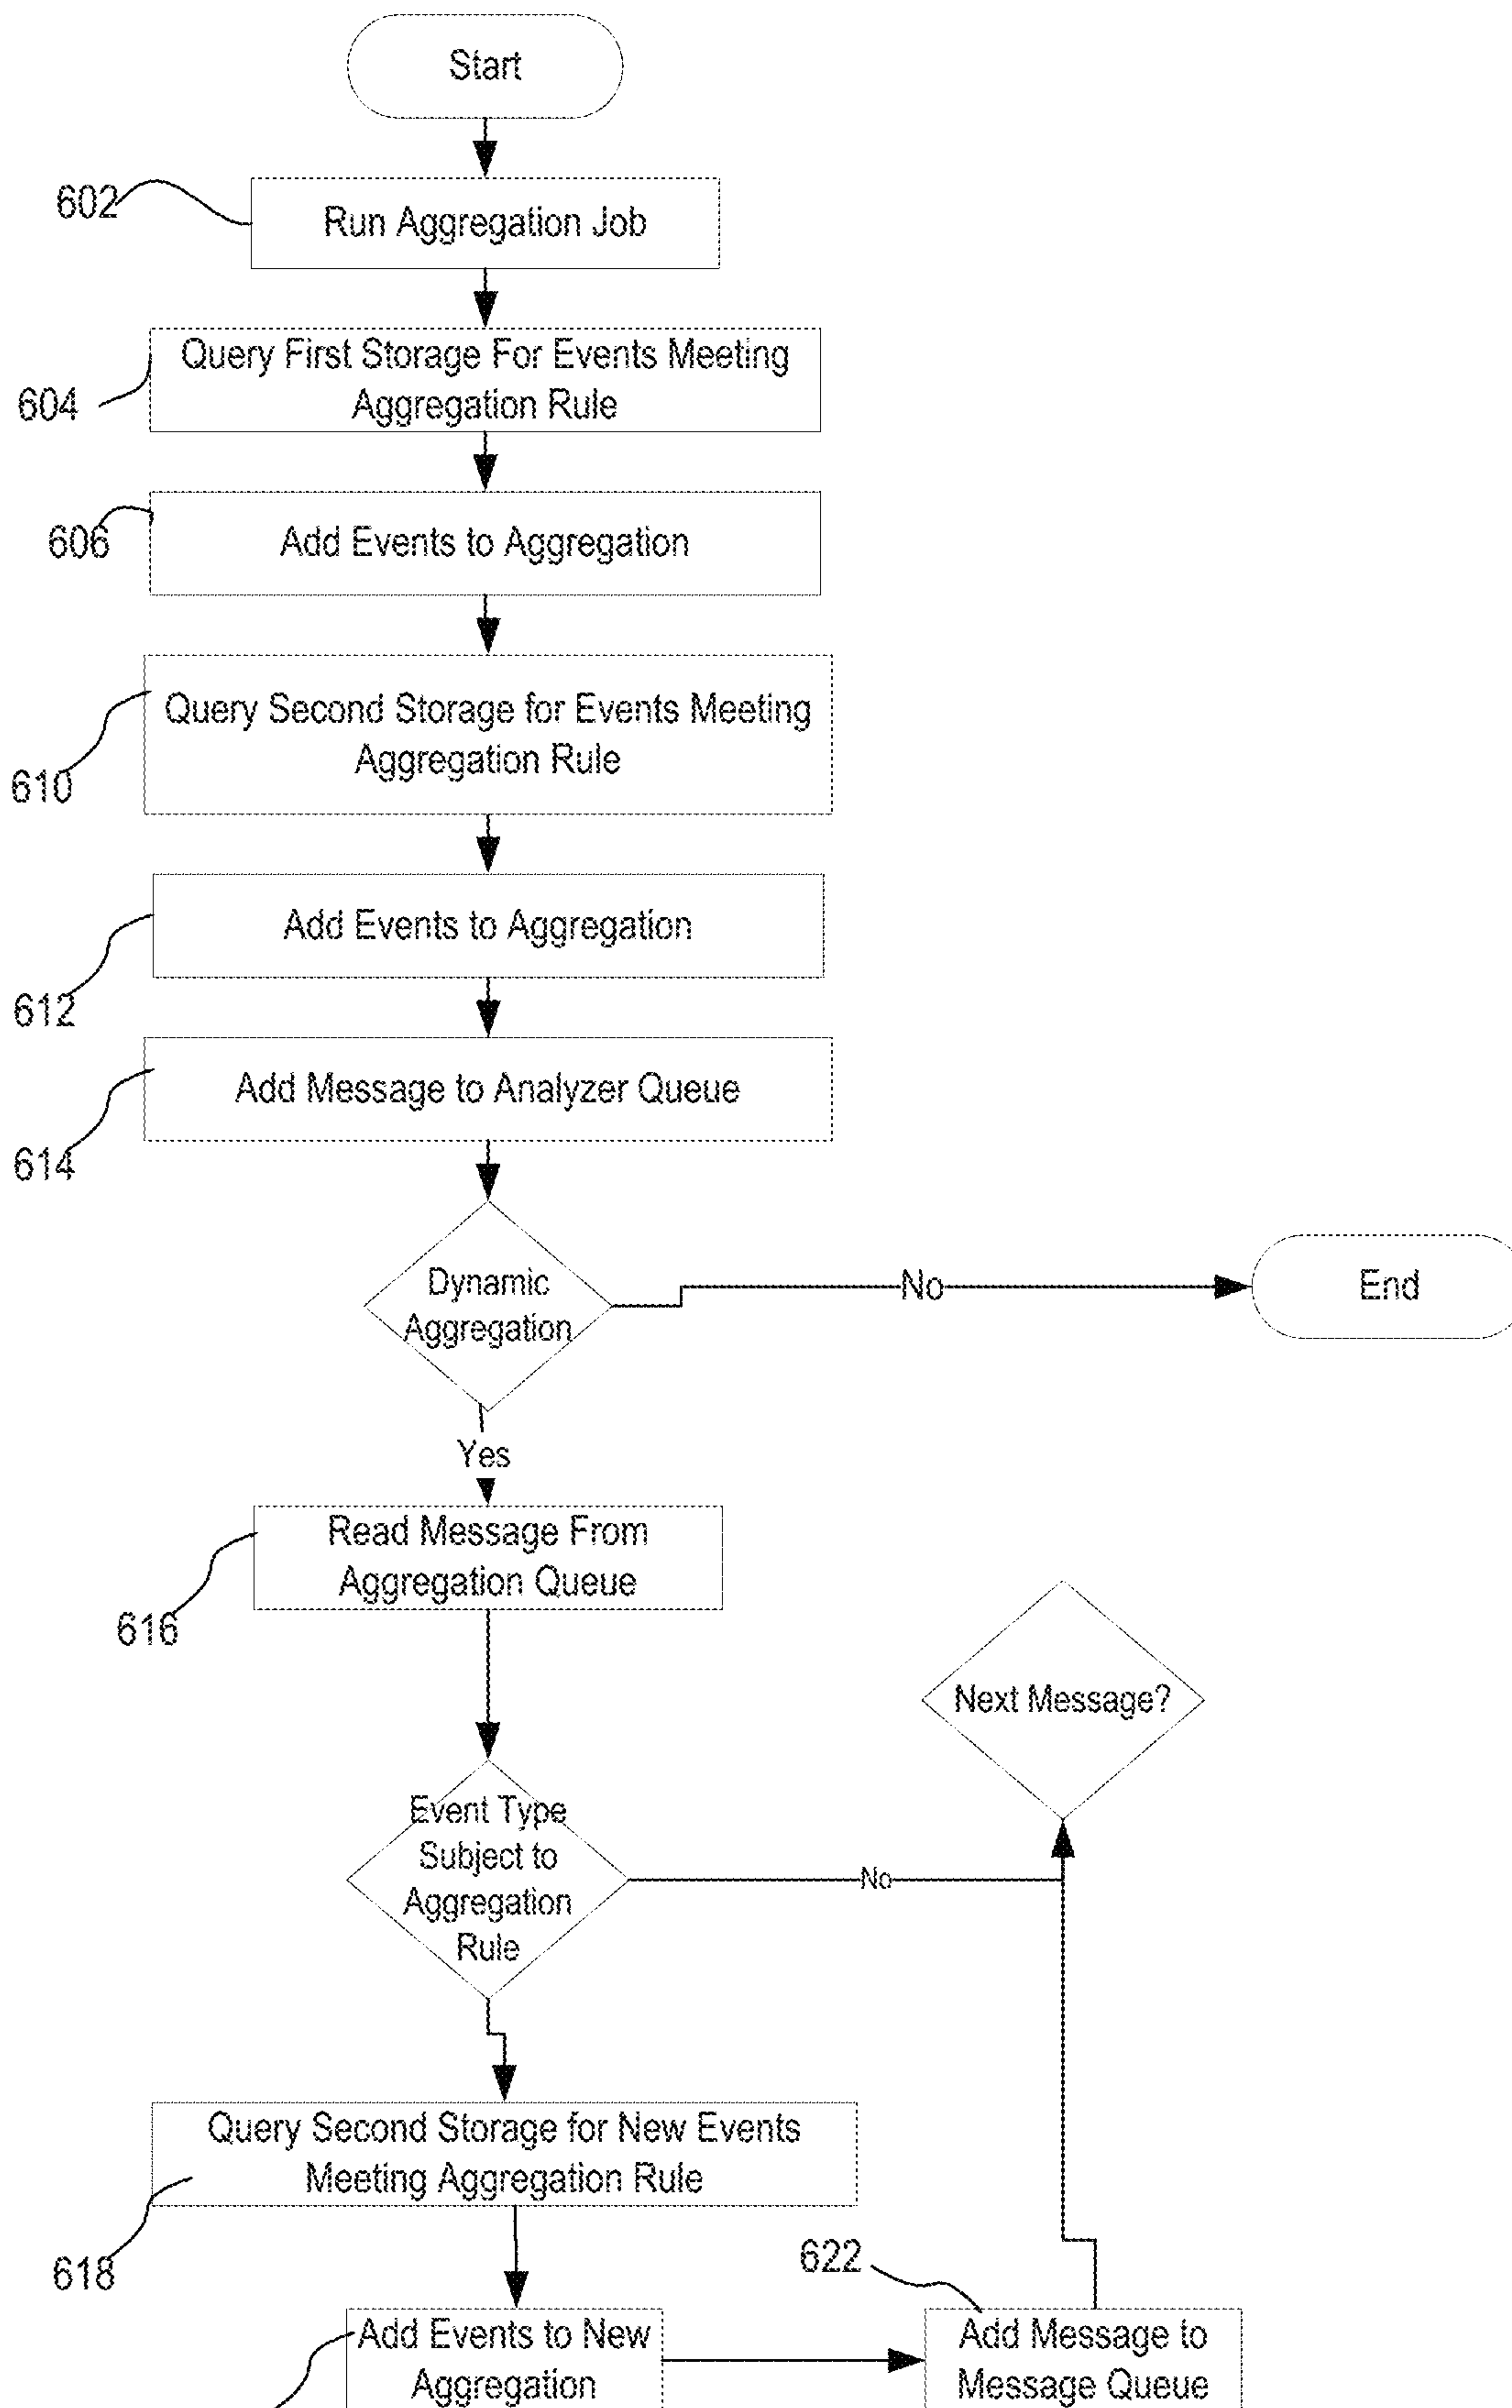 Start
602
Run Aggregation Job
Query First Storage For Events Meeting
Aggregation Rule
604
606
Add Events to Aggregation
Query Second Storage for Events Meeting
Aggregation Rule
610
Add Events to Aggregation
612
Add Message to Analyzer Queue
614
Dynamic
Aggregation
No
End
Yes
Read Message From
Aggregation Queue
616
Next Message?
Event Type
Subject to
Aggregation
Rule
No
Query Second Storage for New Events
Meeting Aggregation Rule
618
622
Add Events to New
Aggregation
Add Message to
Message Queue